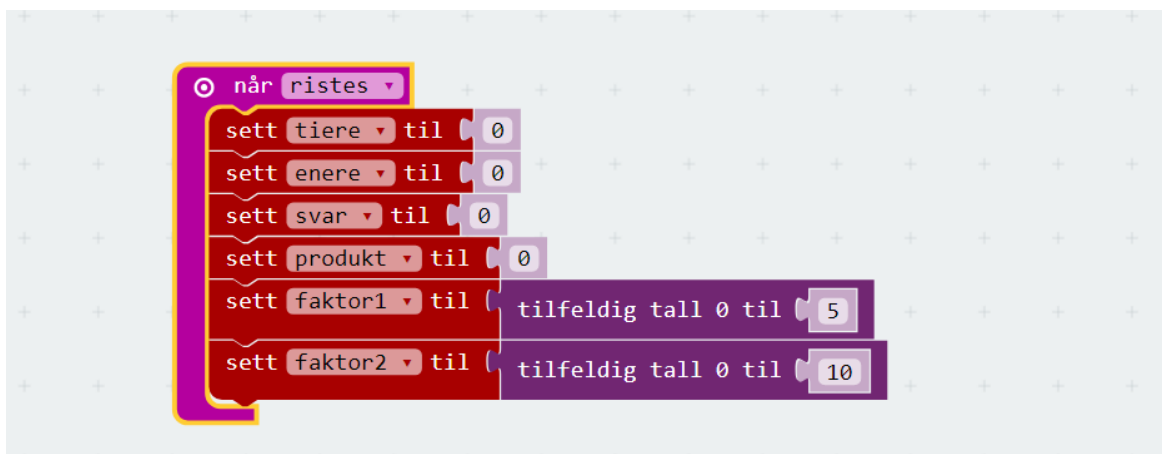 når ristes
sett tiere til 0
sett enere til 0
sett svar til 0
sett produkt til 0
sett faktor1 til tilfeldig tall 0 til 5
sett faktor2 til tilfeldig tall 0 til 10